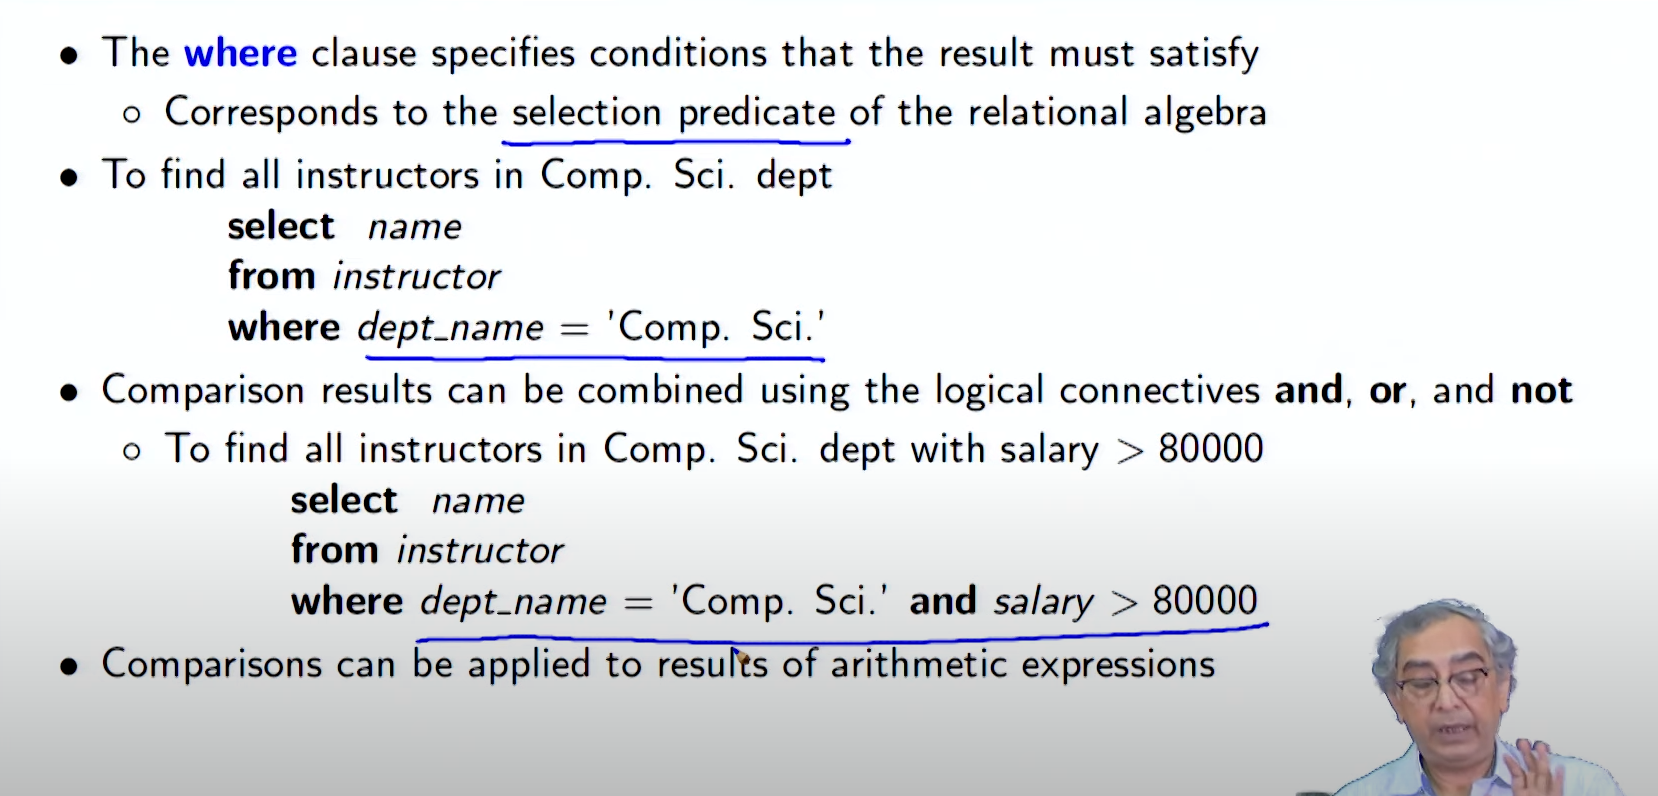 • The where clause specifies conditions that the result must satisfy
○ Corresponds to the selection predicate of the relational algebra
• To find all instructors in Comp. Sci. dept
select name
from instructor
where dept_name = 'Comp. Sci.'
• Comparison results can be combined using the logical connectives and, or, and not
○ To find all instructors in Comp. Sci. dept with salary > 80000
select name
from instructor
where dept_name = 'Comp. Sci.' and salary > 80000
• Comparisons can be applied to results of arithmetic expressions